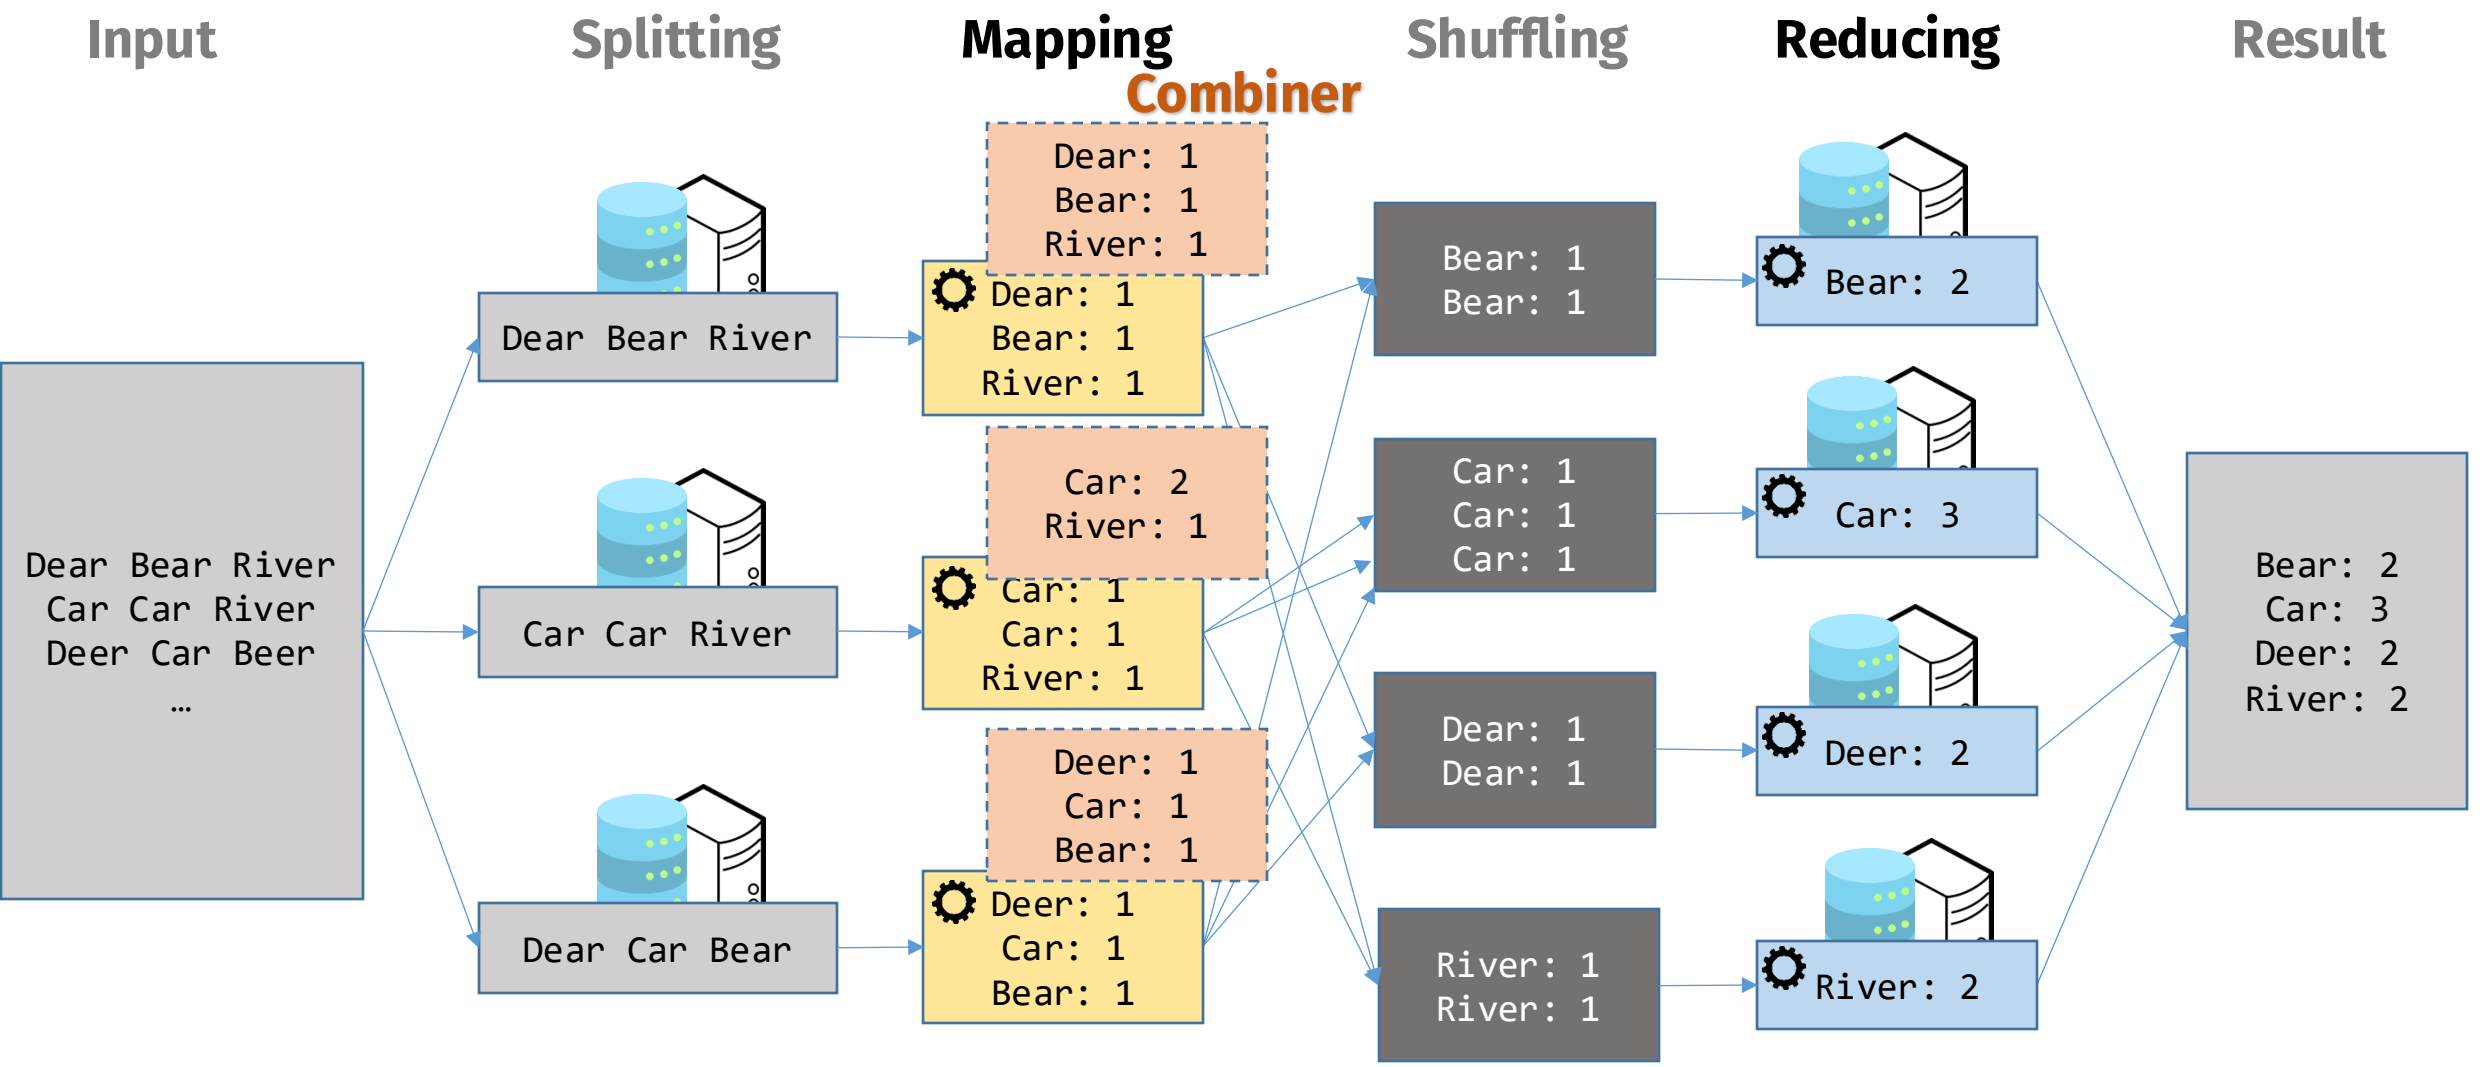 Input
Splitting
Mapping
Combiner
Shuffling
Reducing
Result
Dear Bear River
Car Car River
Deer Car Beer
…
Dear Bear River
Car Car River
Dear Car Bear
Dear: 1
Bear: 1
River: 1
Dear: 1
Bear: 1
River: 1
Car: 2
River: 1
Car: 1
Car: 1
River: 1
Deer: 1
Car: 1
Bear: 1
Deer: 1
Car: 1
Bear: 1
Bear: 1
Bear: 1
Car: 1
Car: 1
Car: 1
Dear: 1
Dear: 1
River: 1
River: 1
Bear: 2
Car: 3
Deer: 2
River: 2
Bear: 2
Car: 3
Deer: 2
River: 2